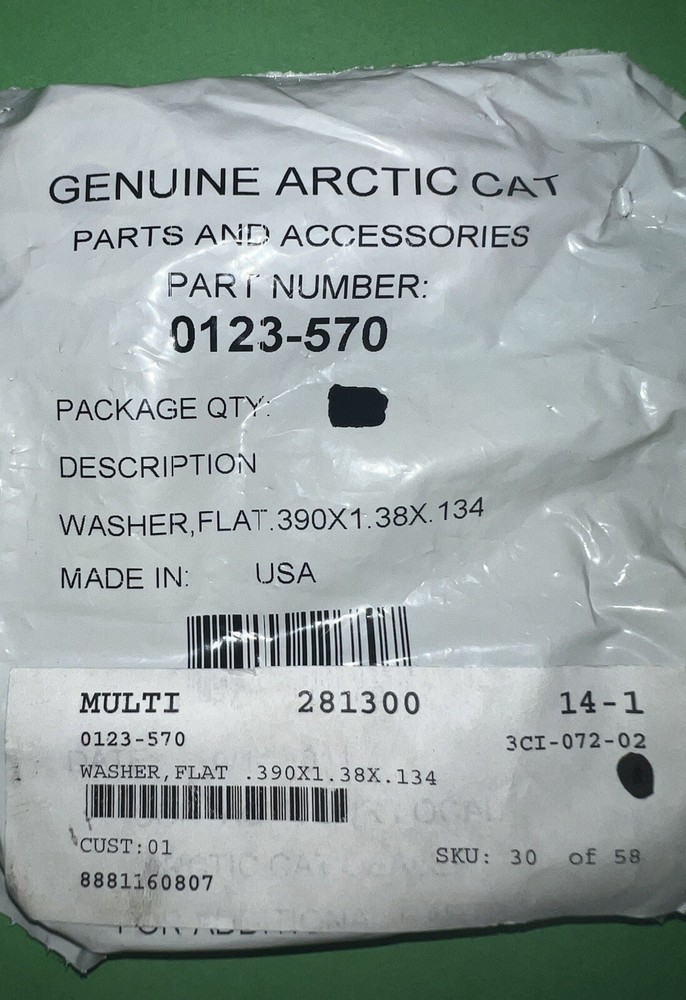 GENUINE ARCTIC CAT
PARTS AND ACCESSORIES
PART NUMBER:
0123-570
PACKAGE QTY:
DESCRIPTION
WASHER,FLAT.390X1.38X.134
MADE IN: USA
MULTI 281300 14-1
0123-570 3CI-072-02
WASHER,FLAT .390X1.38X.134
CUST:01
SKU: 30 of 58
8881160807